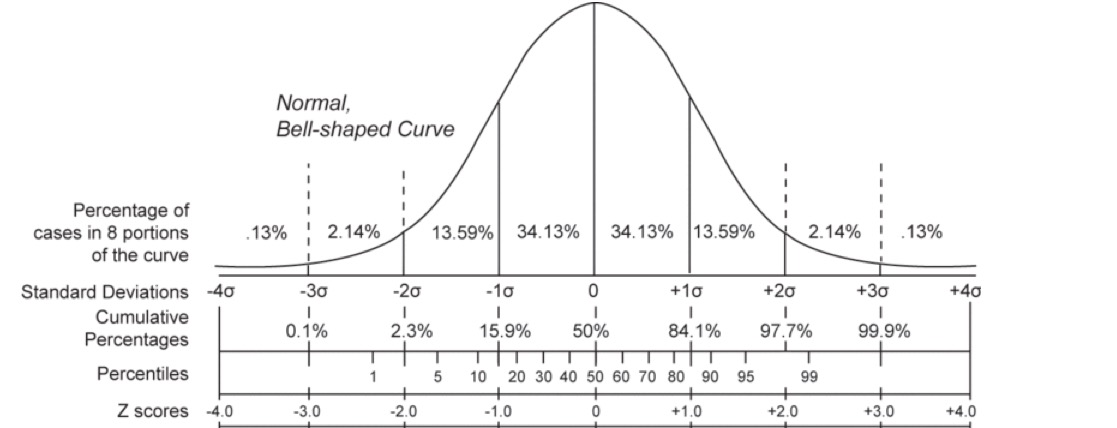 Normal,
Bell-shaped Curve
Percentage of
cases in 8 portions
of the curve
.13% 2.14% 13.59% 34.13% 34.13% 13.59% 2.14% .13%
Standard Deviations -4σ -3σ -2σ -1σ 0 +1σ +2σ +3σ +4σ
Cumulative
Percentages
0.1% 2.3% 15.9% 50% 84.1% 97.7% 99.9%
Percentiles 1 5 10 20 30 40 50 60 70 80 90 95 99
Z scores -4.0 -3.0 -2.0 -1.0 0 +1.0 +2.0 +3.0 +4.0